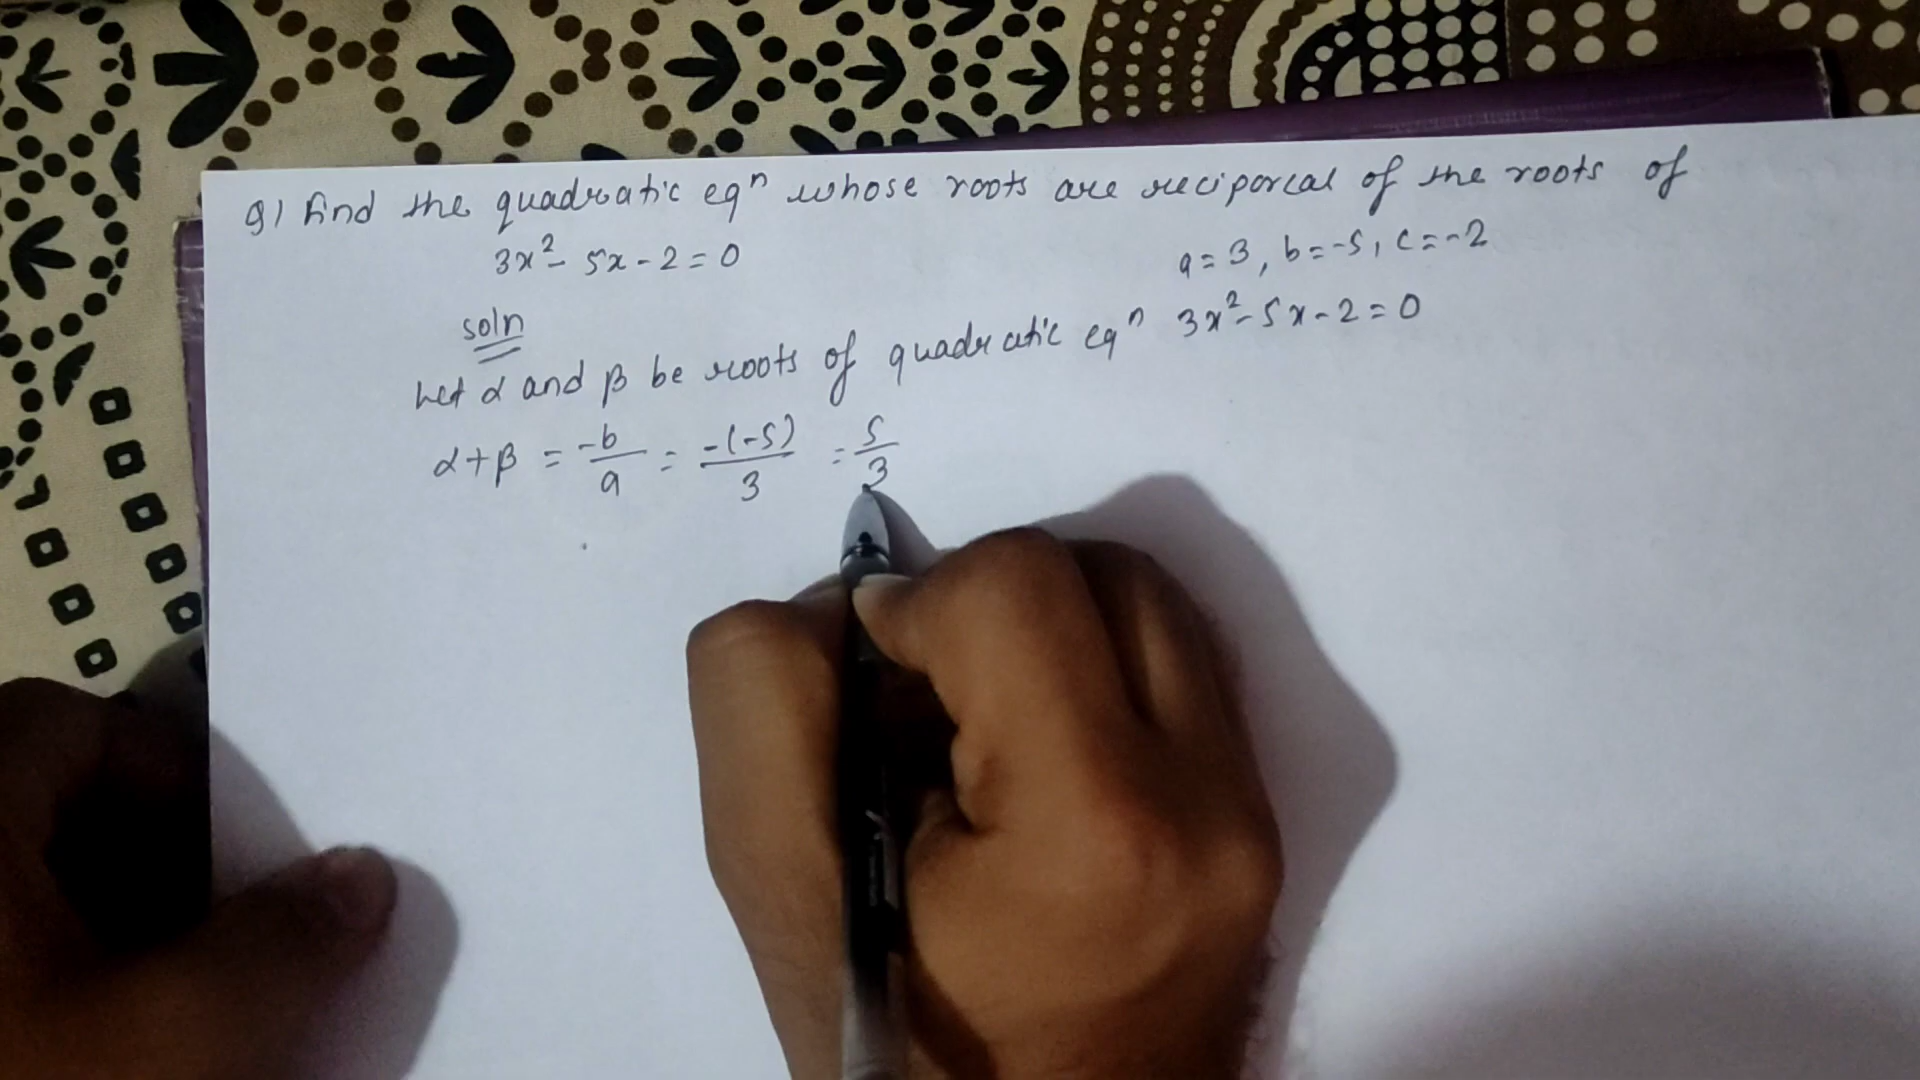 Q) find the quadratic eqⁿ whose roots are reciporcal of the roots of
3x² - 5x - 2 = 0
a = 3, b = -5, c = -2
soln
Let α and β be roots of quadratic eqⁿ 3x² - 5x - 2 = 0
α + β = -b/a = -(-5)/3 = 5/3